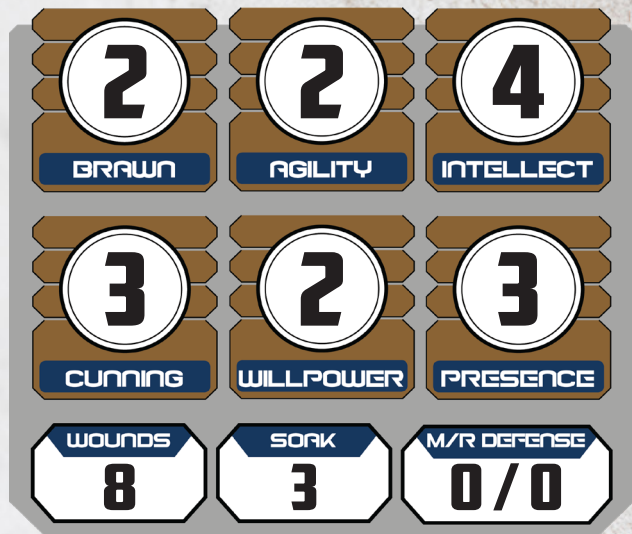 2 2 4
BRAWN AGILITY INTELLECT
3 2 3
CUNNING WILLPOWER PRESENCE
WOUNDS SOAK M/R DEFENSE
8 3 0/0